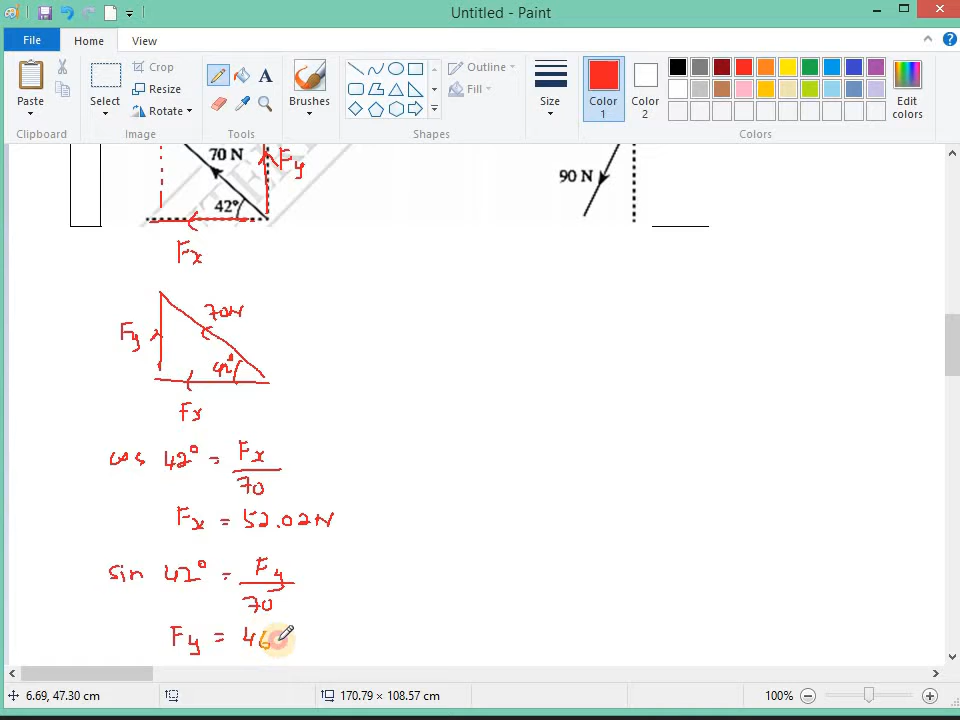 Untitled - Paint
File Home View
Paste
Select
Crop
Resize
Rotate
Brushes
Outline
Fill
Size
Color 1
Color 2
Edit colors
Clipboard Image Tools Shapes Colors
70 N
Fy
42°
Fx
90 N
70N
Fy
42°
Fx
cos 42° = Fx
70
Fx = 52.02N
sin 42° = Fy
70
Fy = 46
6.69, 47.30 cm
170.79 × 108.57 cm
100%